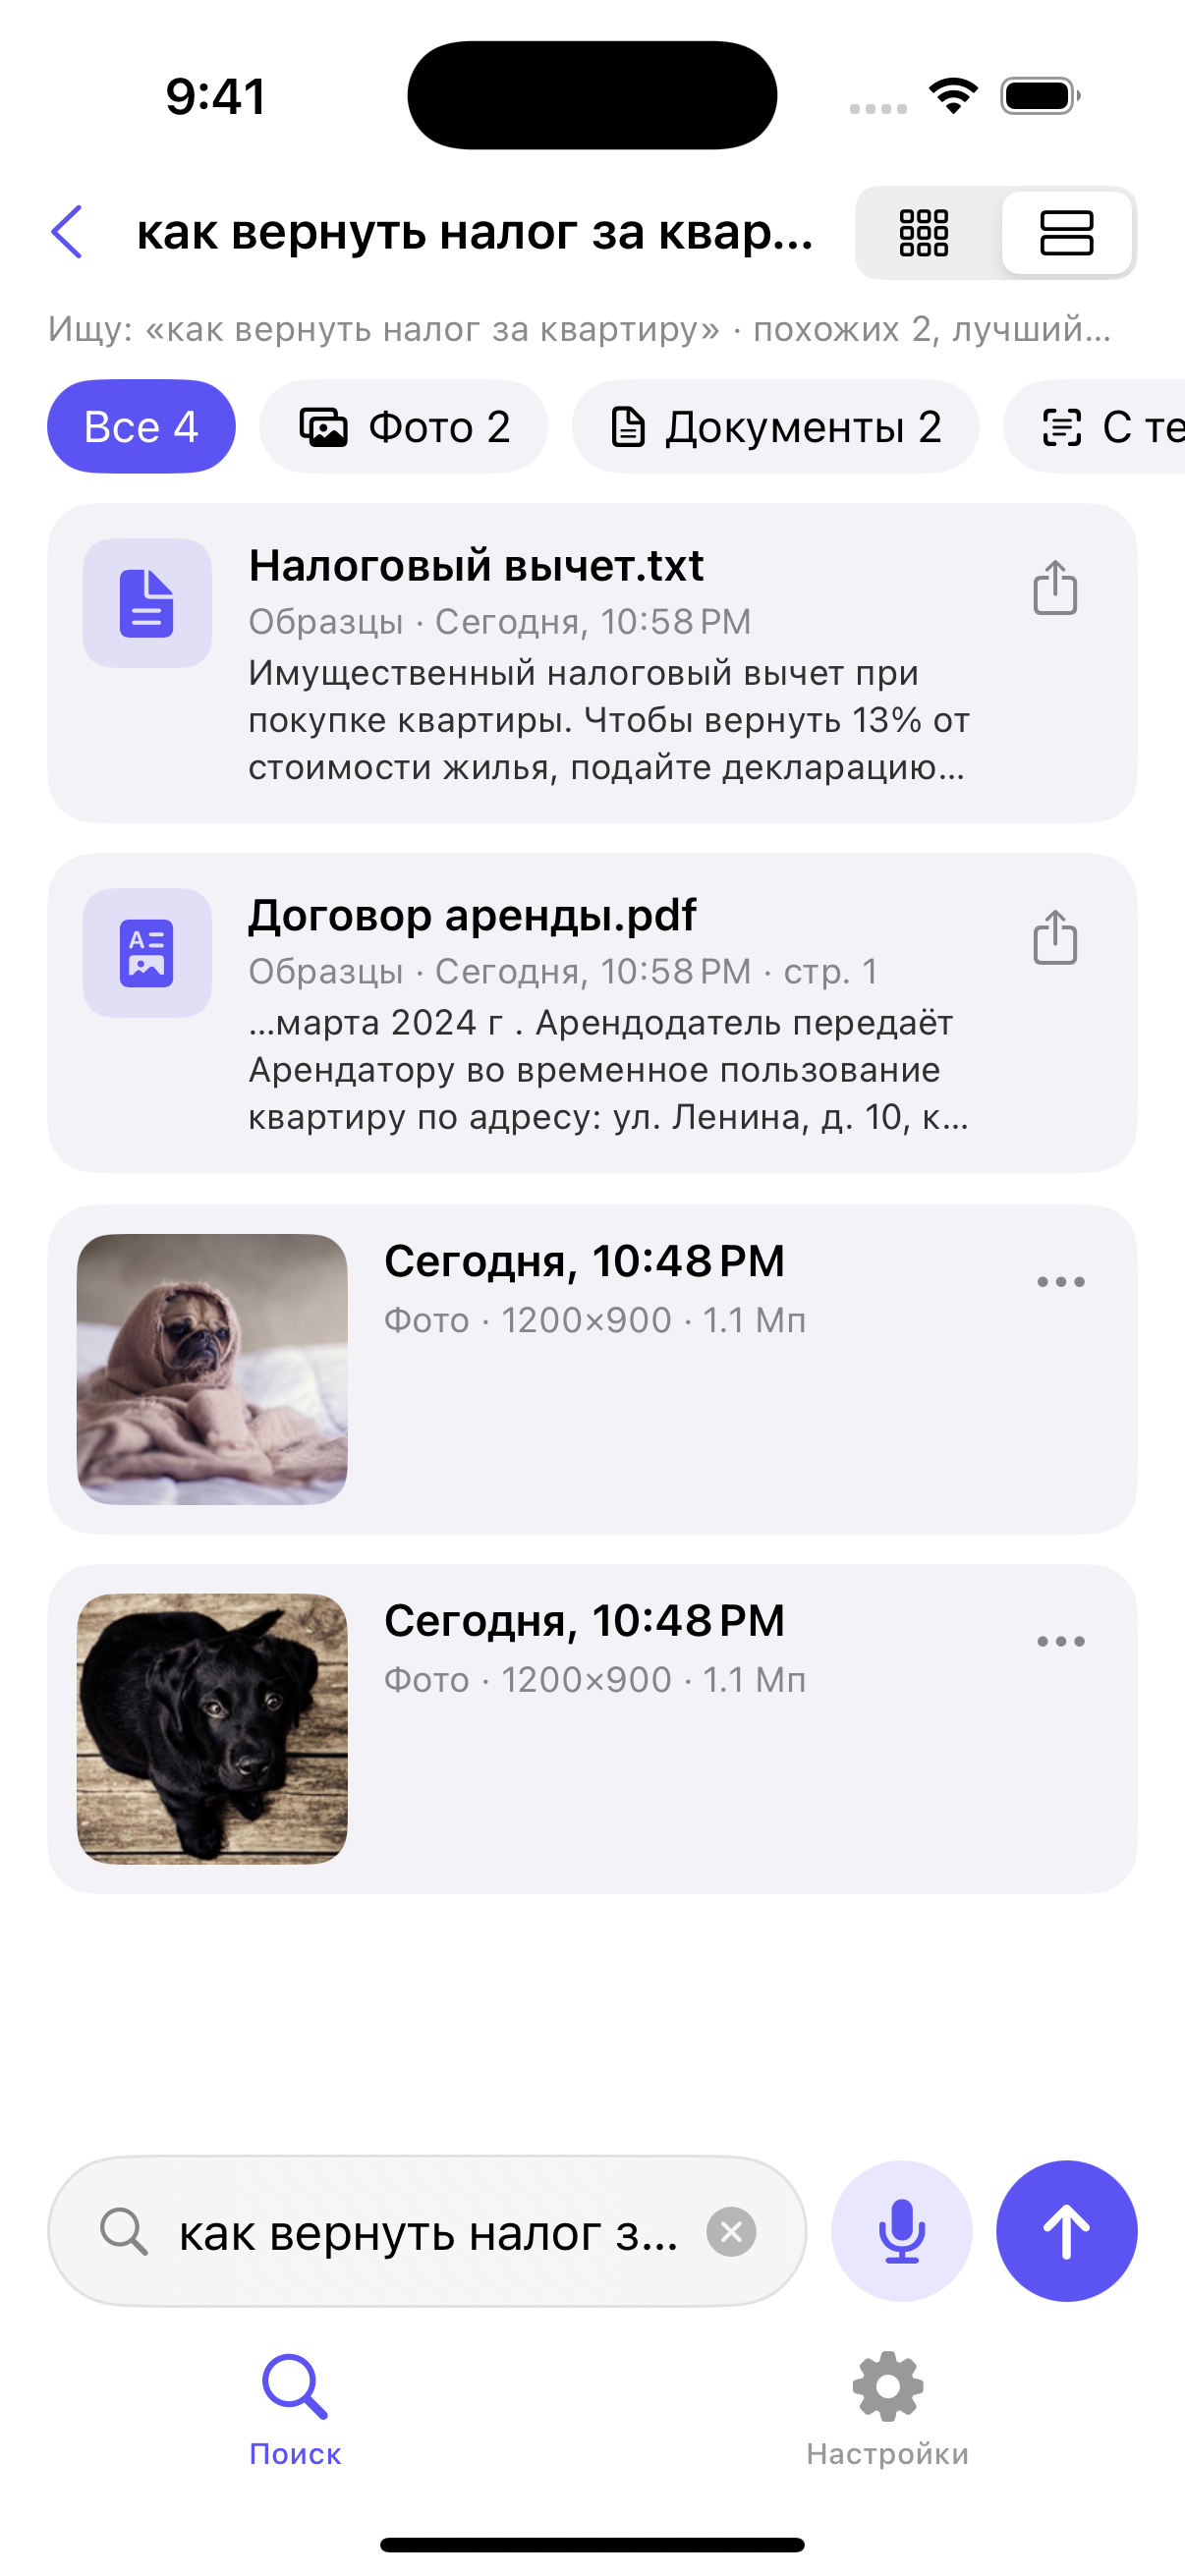 9:41
как вернуть налог за квар...
Ищу: «как вернуть налог за квартиру» · похожих 2, лучший...
Все 4
Фото 2
Документы 2
С те
Налоговый вычет.txt
Образцы · Сегодня, 10:58 PM
Имущественный налоговый вычет при
покупке квартиры. Чтобы вернуть 13% от
стоимости жилья, подайте декларацию...
Договор аренды.pdf
Образцы · Сегодня, 10:58 PM · стр. 1
...марта 2024 г . Арендодатель передаёт
Арендатору во временное пользование
квартиру по адресу: ул. Ленина, д. 10, к...
Сегодня, 10:48 PM
Фото · 1200×900 · 1.1 Мп
Сегодня, 10:48 PM
Фото · 1200×900 · 1.1 Мп
как вернуть налог з...
Поиск
Настройки